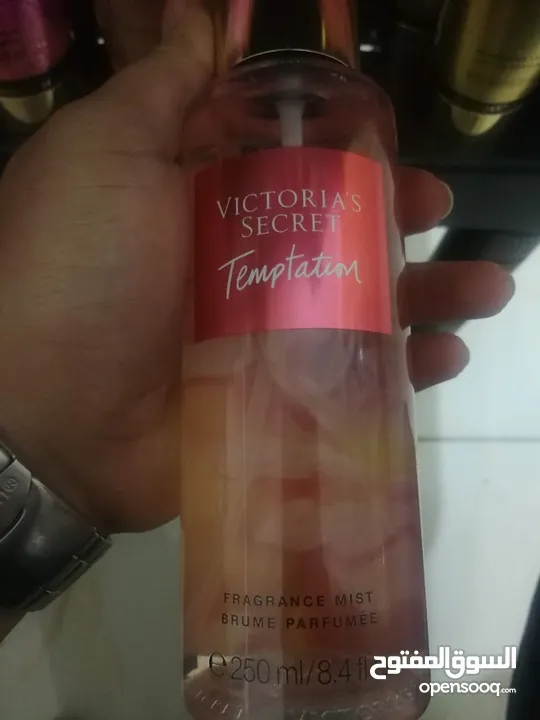 VICTORIA'S
SECRET
Temptation
FRAGRANCE MIST
BRUME PARFUMÉE
℮250 ml/8.4 fl
السوق المفتوح
opensooq.com